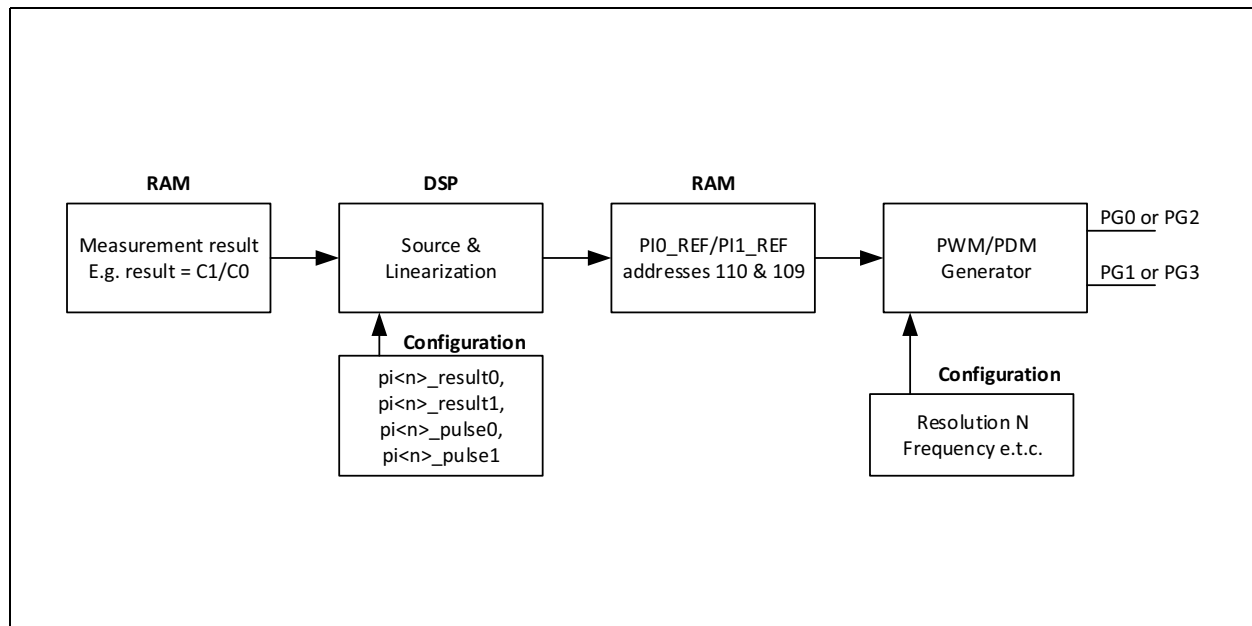 RAM
Measurement result
E.g. result = C1/C0
DSP
Source &
Linearization
Configuration
pi<n>_result0,
pi<n>_result1,
pi<n>_pulse0,
pi<n>_pulse1
RAM
PI0_REF/PI1_REF
addresses 110 & 109
PWM/PDM
Generator
PG0 or PG2
PG1 or PG3
Configuration
Resolution N
Frequency e.t.c.